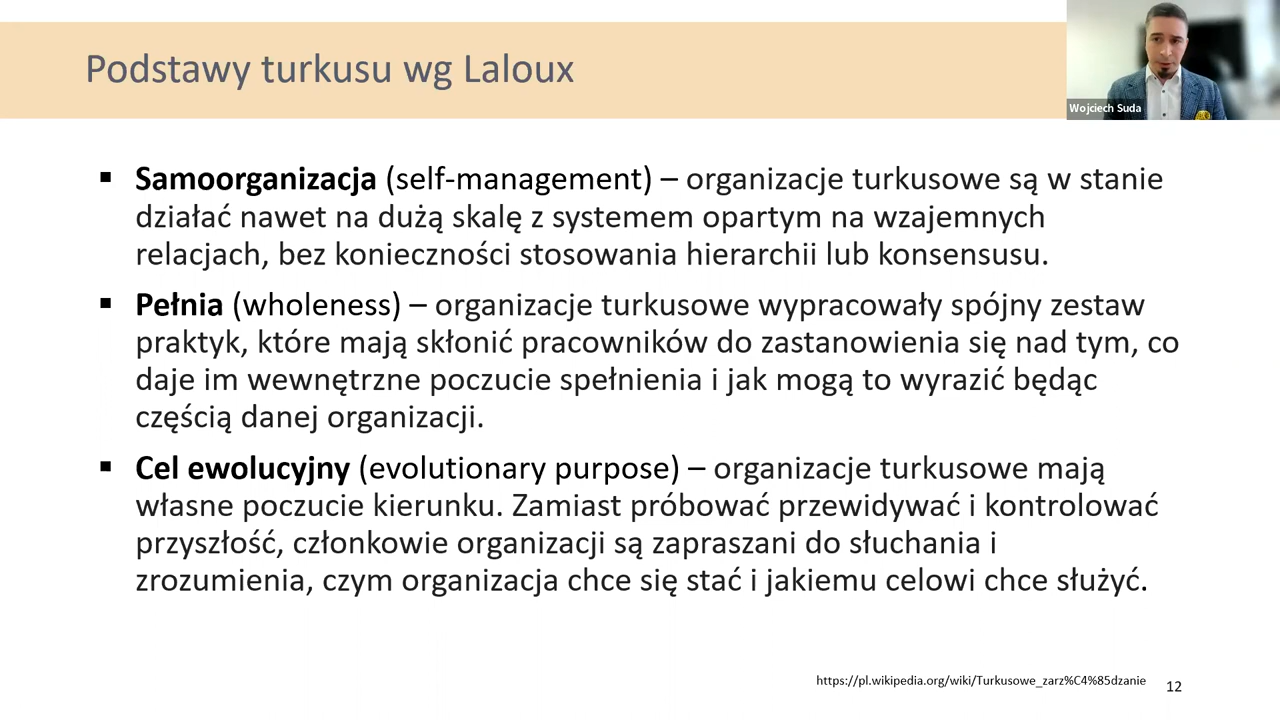 Podstawy turkusu wg Laloux
Wojciech Suda
▪ Samoorganizacja (self-management) – organizacje turkusowe są w stanie
działać nawet na dużą skalę z systemem opartym na wzajemnych
relacjach, bez konieczności stosowania hierarchii lub konsensusu.
▪ Pełnia (wholeness) – organizacje turkusowe wypracowały spójny zestaw
praktyk, które mają skłonić pracowników do zastanowienia się nad tym, co
daje im wewnętrzne poczucie spełnienia i jak mogą to wyrazić będąc
częścią danej organizacji.
▪ Cel ewolucyjny (evolutionary purpose) – organizacje turkusowe mają
własne poczucie kierunku. Zamiast próbować przewidywać i kontrolować
przyszłość, członkowie organizacji są zapraszani do słuchania i
zrozumienia, czym organizacja chce się stać i jakiemu celowi chce służyć.
https://pl.wikipedia.org/wiki/Turkusowe_zarz%C4%85dzanie
12